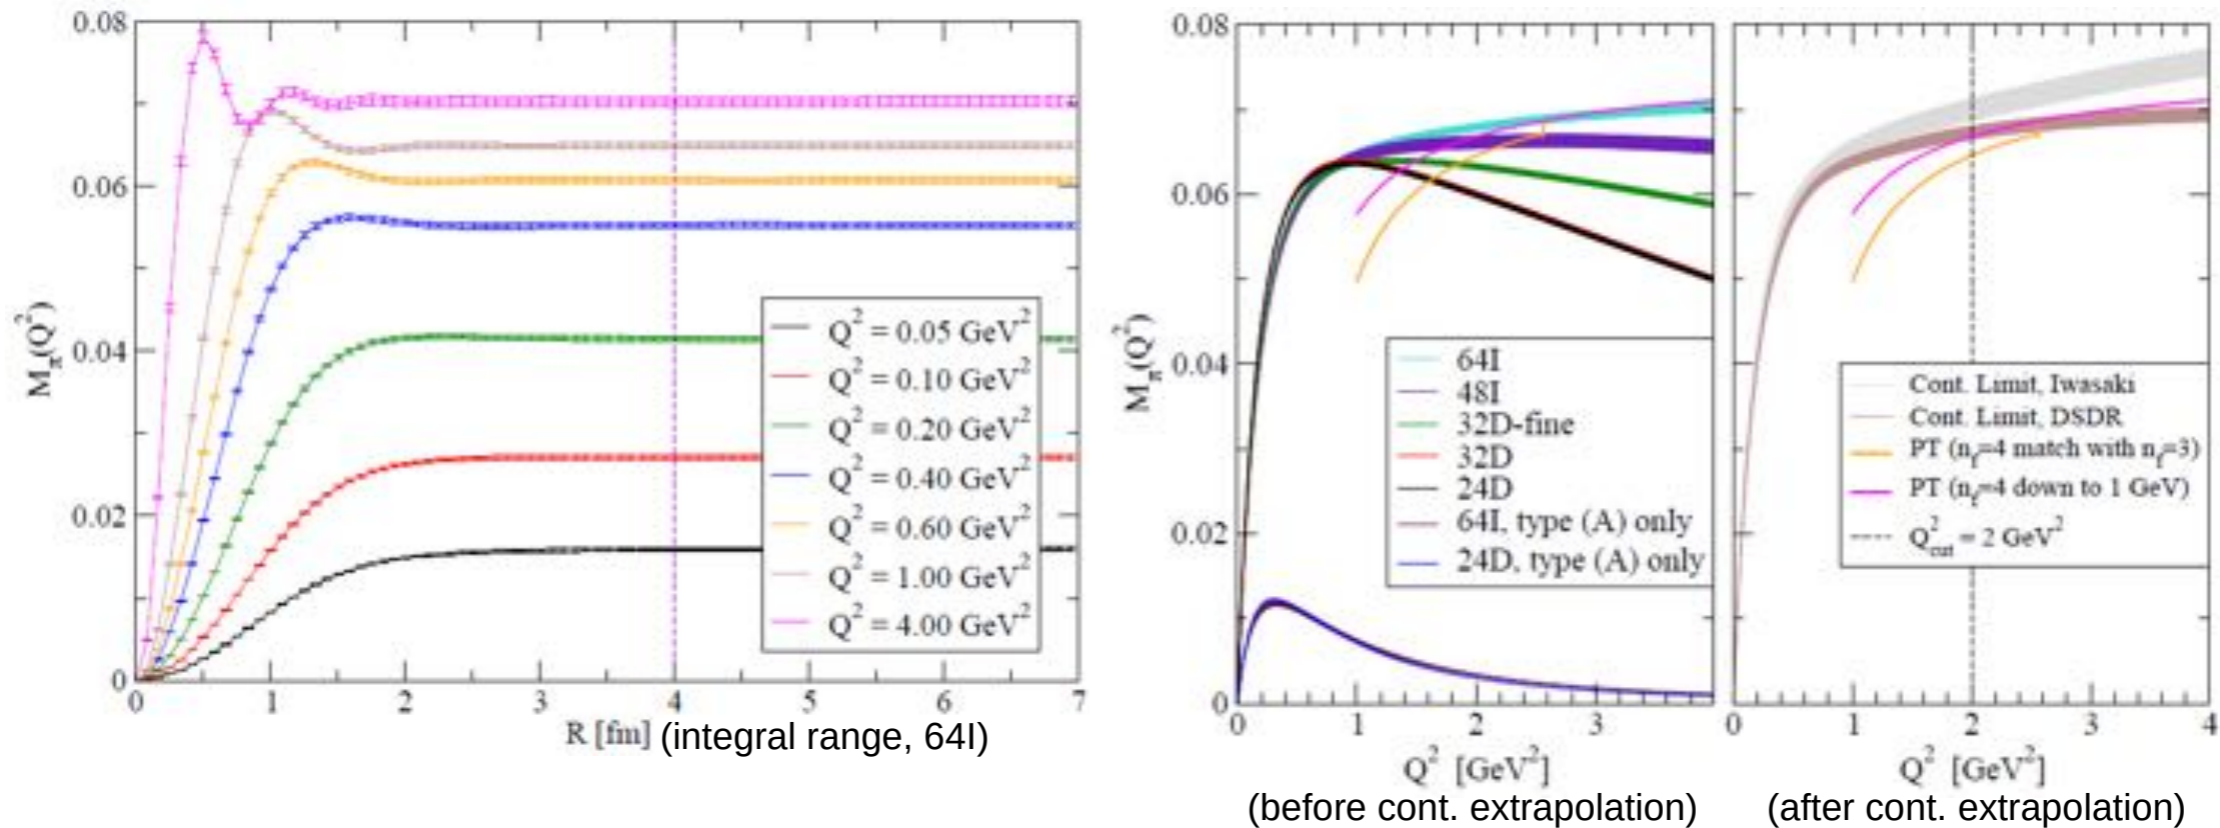 0.08
0.06
0.04
0.02
0
M_π(Q²)
0 1 2 3 4 5 6 7
R [fm] (integral range, 64I)
Q² = 0.05 GeV²
Q² = 0.10 GeV²
Q² = 0.20 GeV²
Q² = 0.40 GeV²
Q² = 0.60 GeV²
Q² = 1.00 GeV²
Q² = 4.00 GeV²
0.08
0.06
0.04
0.02
0
M_π(Q²)
64I
48I
32D-fine
32D
24D
64I, type (A) only
24D, type (A) only
0 1 2 3
Q² [GeV²]
(before cont. extrapolation)
Cont. Limit, Iwasaki
Cont. Limit, DSDR
PT (n_f=4 match with n_f=3)
PT (n_f=4 down to 1 GeV)
Q²_cut = 2 GeV²
0 1 2 3 4
Q² [GeV²]
(after cont. extrapolation)